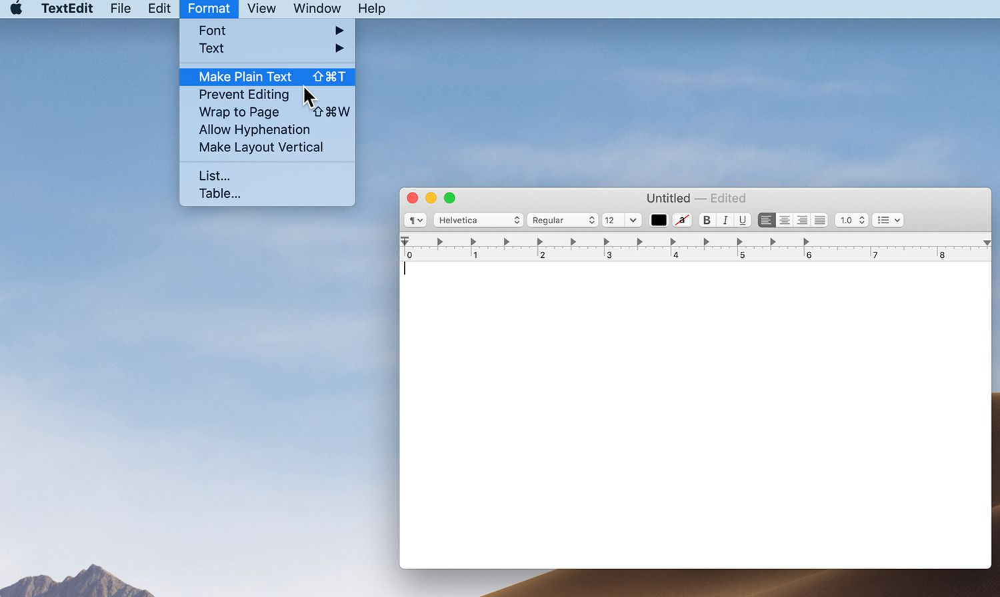 TextEdit File Edit Format View Window Help
Font ▶
Text ▶
Make Plain Text ⇧⌘T
Prevent Editing
Wrap to Page ⇧⌘W
Allow Hyphenation
Make Layout Vertical
List...
Table...
Untitled — Edited
¶ Helvetica Regular 12 a B I U 1.0
0 1 2 3 4 5 6 7 8